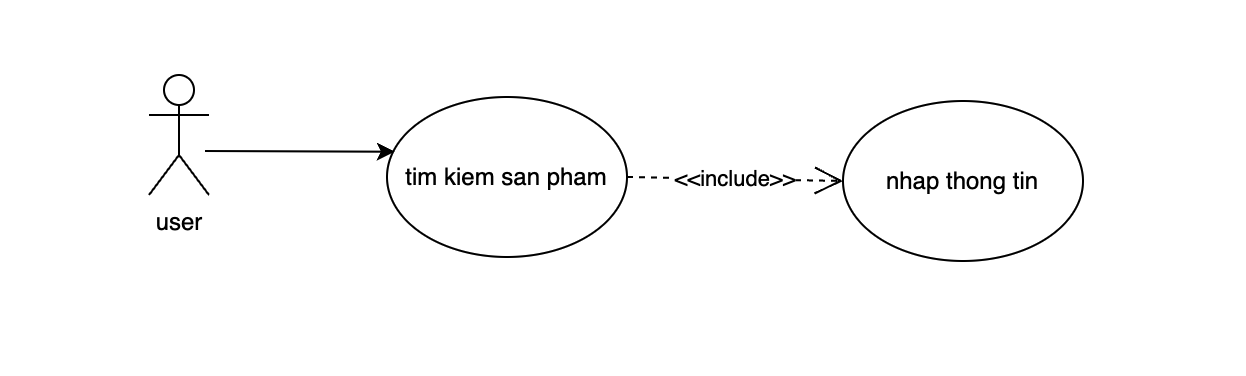 tim kiem san pham
<<include>>
nhap thong tin
user